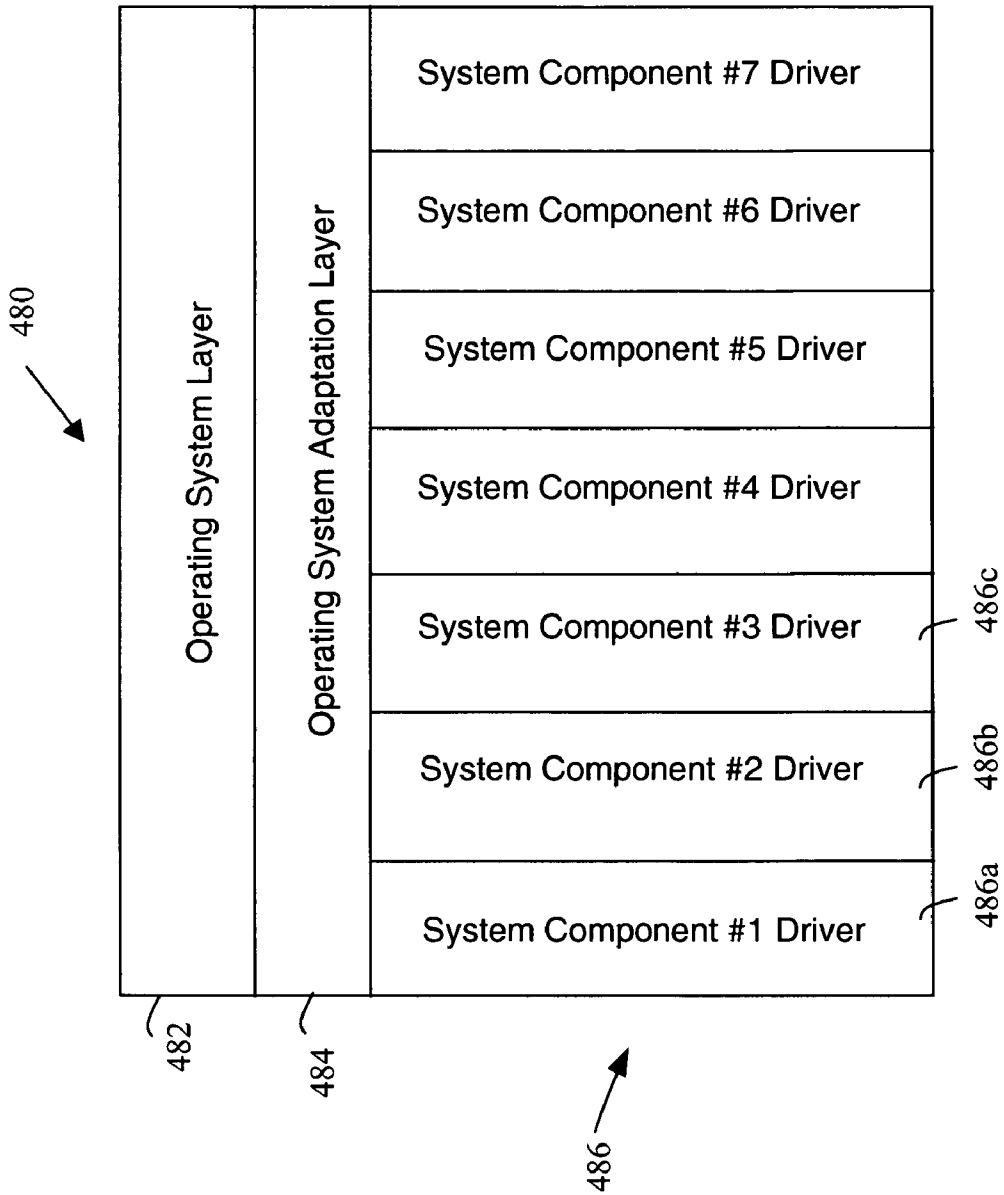 480
Operating System Layer
482
Operating System Adaptation Layer
484
486
System Component #7 Driver
System Component #6 Driver
System Component #5 Driver
System Component #4 Driver
System Component #3 Driver
486c
System Component #2 Driver
486b
System Component #1 Driver
486a